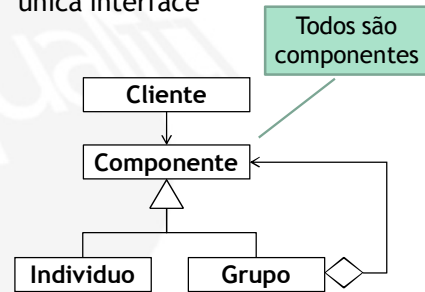 única interface
Todos são
componentes
Cliente
Componente
Individuo
Grupo